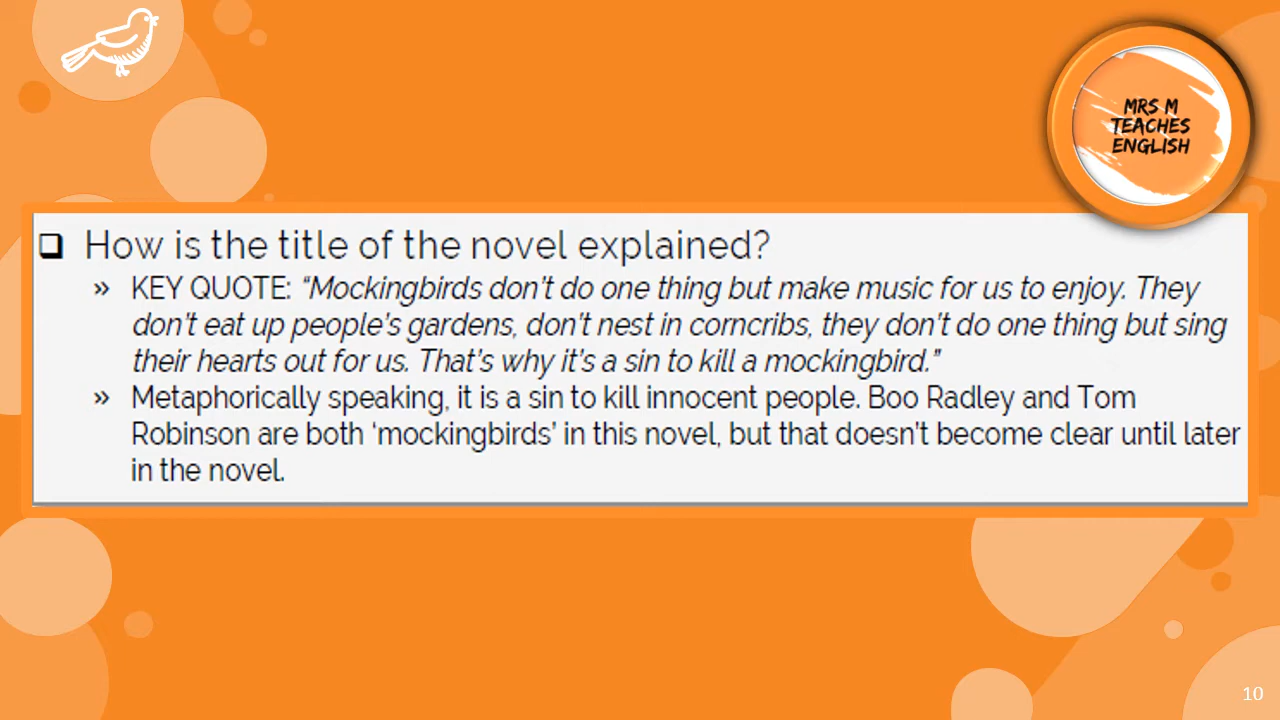 MRS M
TEACHES
ENGLISH
❑ How is the title of the novel explained?
» KEY QUOTE: “Mockingbirds don’t do one thing but make music for us to enjoy. They
don’t eat up people’s gardens, don’t nest in corncribs, they don’t do one thing but sing
their hearts out for us. That’s why it’s a sin to kill a mockingbird.”
» Metaphorically speaking, it is a sin to kill innocent people. Boo Radley and Tom
Robinson are both ‘mockingbirds’ in this novel, but that doesn’t become clear until later
in the novel.
10